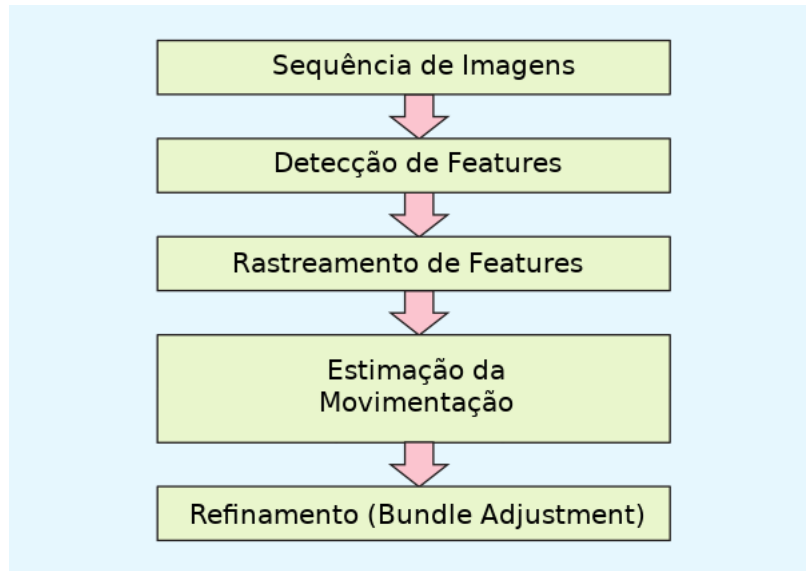 Sequência de Imagens
Detecção de Features
Rastreamento de Features
Estimação da
Movimentação
Refinamento (Bundle Adjustment)